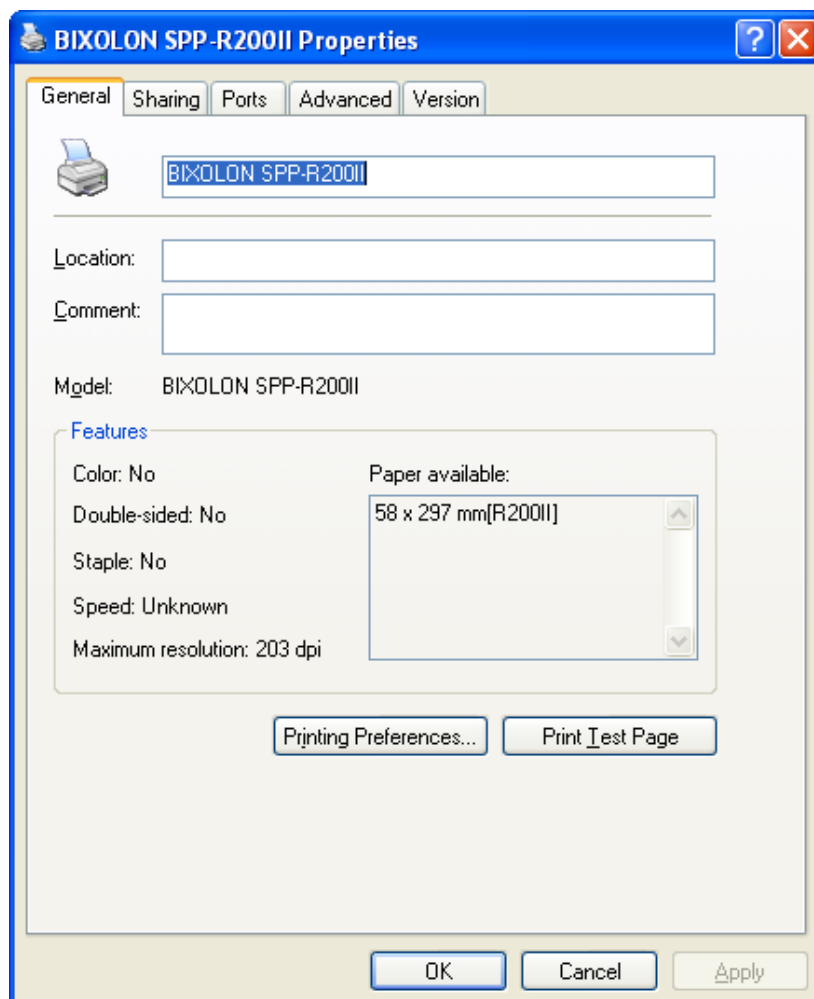 BIXOLON SPP-R200II Properties
General Sharing Ports Advanced Version
BIXOLON SPP-R200II
Location:
Comment:
Model: BIXOLON SPP-R200II
Features
Color: No
Double-sided: No
Staple: No
Speed: Unknown
Maximum resolution: 203 dpi
Paper available:
58 x 297 mm[R200II]
Printing Preferences... Print Test Page
OK Cancel Apply